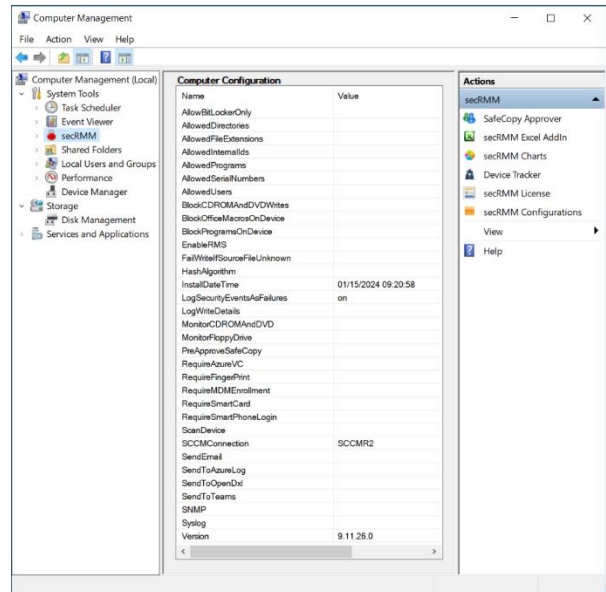 Computer Management
File Action View Help
Computer Management (Local)
System Tools
Task Scheduler
Event Viewer
secRMM
Shared Folders
Local Users and Groups
Performance
Device Manager
Storage
Disk Management
Services and Applications
Computer Configuration
Name Value
AllowBitLockerOnly
AllowedDirectories
AllowedFileExtensions
AllowedInternalIds
AllowedPrograms
AllowedSerialNumbers
AllowedUsers
BlockCDROMAndDVDWrites
BlockOfficeMacrosOnDevice
BlockProgramsOnDevice
EnableRMS
FailWriteIfSourceFileUnknown
HashAlgorithm
InstallDateTime 01/15/2024 09:20:58
LogSecurityEventsAsFailures on
LogWriteDetails
MonitorCDROMAndDVD
MonitorFloppyDrive
PreApproveSafeCopy
RequireAzureVC
RequireFingerPrint
RequireMDMEnrollment
RequireSmartCard
RequireSmartPhoneLogin
ScanDevice
SCCMConnection SCCMR2
SendEmail
SendToAzureLog
SendToOpenDxl
SendToTeams
SNMP
Syslog
Version 9.11.26.0
Actions
secRMM
SafeCopy Approver
secRMM Excel AddIn
secRMM Charts
Device Tracker
secRMM License
secRMM Configurations
View
Help